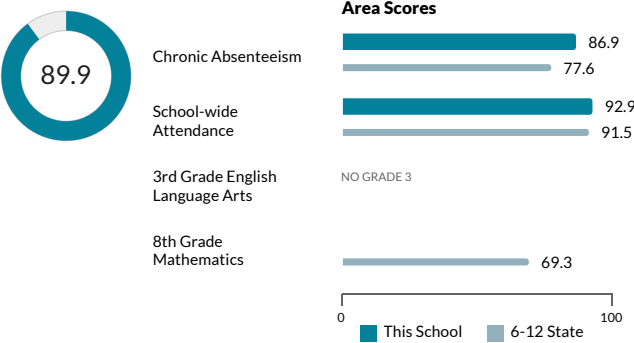 Area Scores
89.9
Chronic Absenteeism
86.9
77.6
School-wide
Attendance
92.9
91.5
3rd Grade English
Language Arts
NO GRADE 3
8th Grade
Mathematics
69.3
0
100
This School
6-12 State